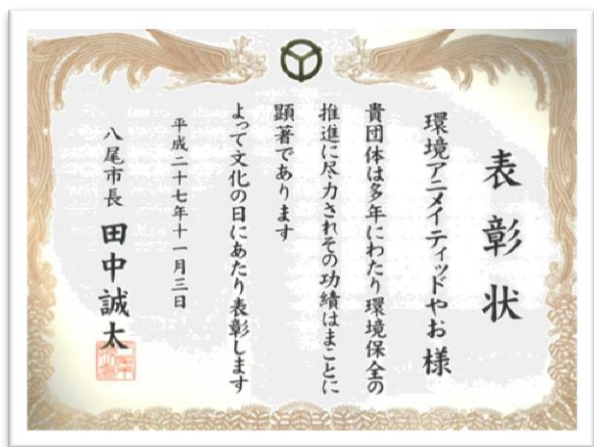 表彰状
環境アニメイティッドやお 様
貴団体は多年にわたり環境保全の
推進に尽力されその功績はまことに
顕著であります
よって文化の日にあたり表彰します
平成二十七年十一月三日
八尾市長 田中誠太